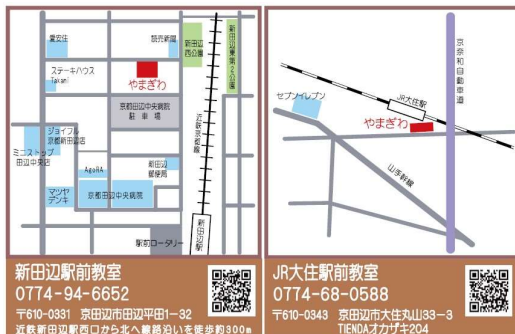 愛安住
読売新聞
新田辺西公園
新田辺東第2公園
ステーキハウス
Takami
やまぎわ
京都田辺中央病院
駐車場
近鉄京都線
ジョイフル
京都新田辺店
ミニストップ
田辺中央店
AgoRA
新田辺
郵便局
マツヤ
デンキ
京都田辺中央病院
駅前ロータリー
新田辺駅
新田辺駅前教室
0774-94-6652
〒610-0331 京田辺市田辺平田1-32
近鉄新田辺駅西口から北へ線路沿いを徒歩約300m
京奈和自動車道
JR大住駅
セブンイレブン
やまぎわ
山手幹線
JR大住駅前教室
0774-68-0588
〒610-0343 京田辺市大住丸山33-3
TIENDAオカザキ204